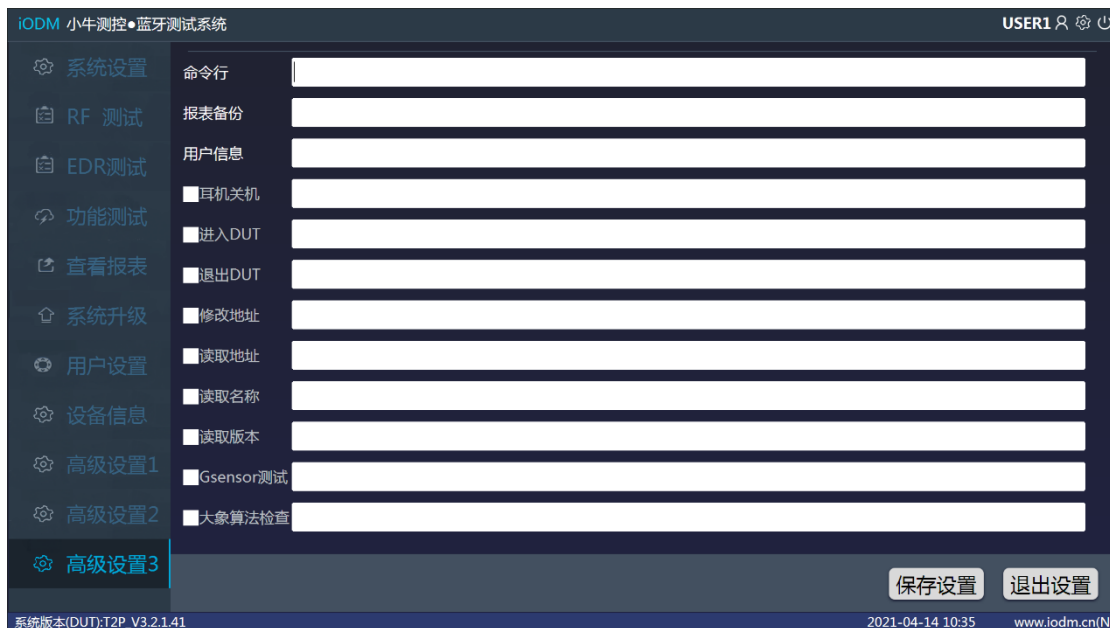 iODM 小牛测控●蓝牙测试系统 USER1
系统设置
RF 测试
EDR测试
功能测试
查看报表
系统升级
用户设置
设备信息
高级设置1
高级设置2
高级设置3
命令行
报表备份
用户信息
耳机关机
进入DUT
退出DUT
修改地址
读取地址
读取名称
读取版本
Gsensor测试
大象算法检查
保存设置 退出设置
系统版本(DUT):T2P_V3.2.1.41 2021-04-14 10:35 www.iodm.cn(N